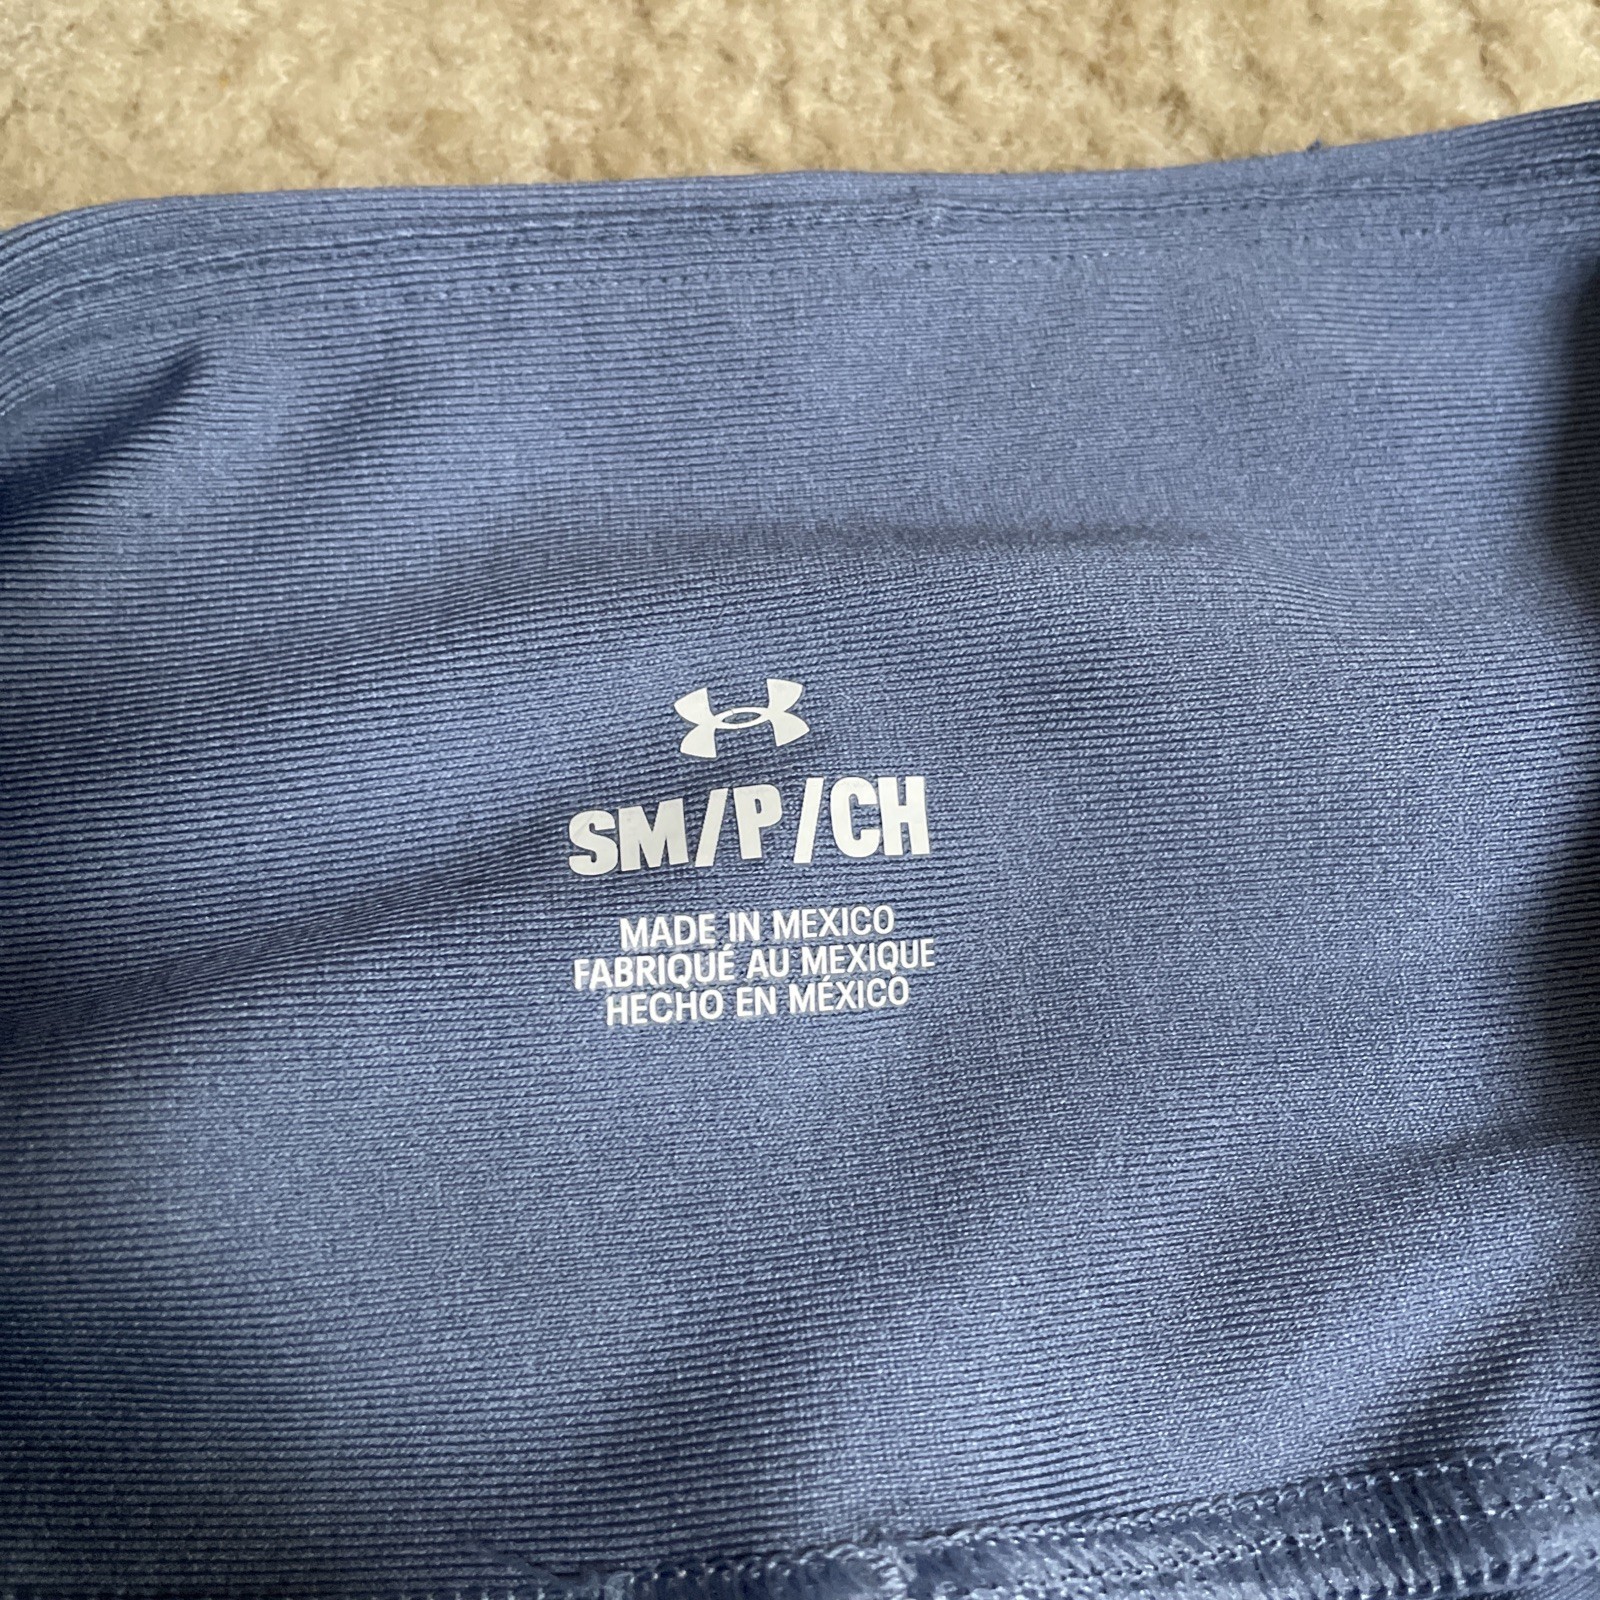 SM/P/CH
MADE IN MEXICO
FABRIQUÉ AU MEXIQUE
HECHO EN MÉXICO